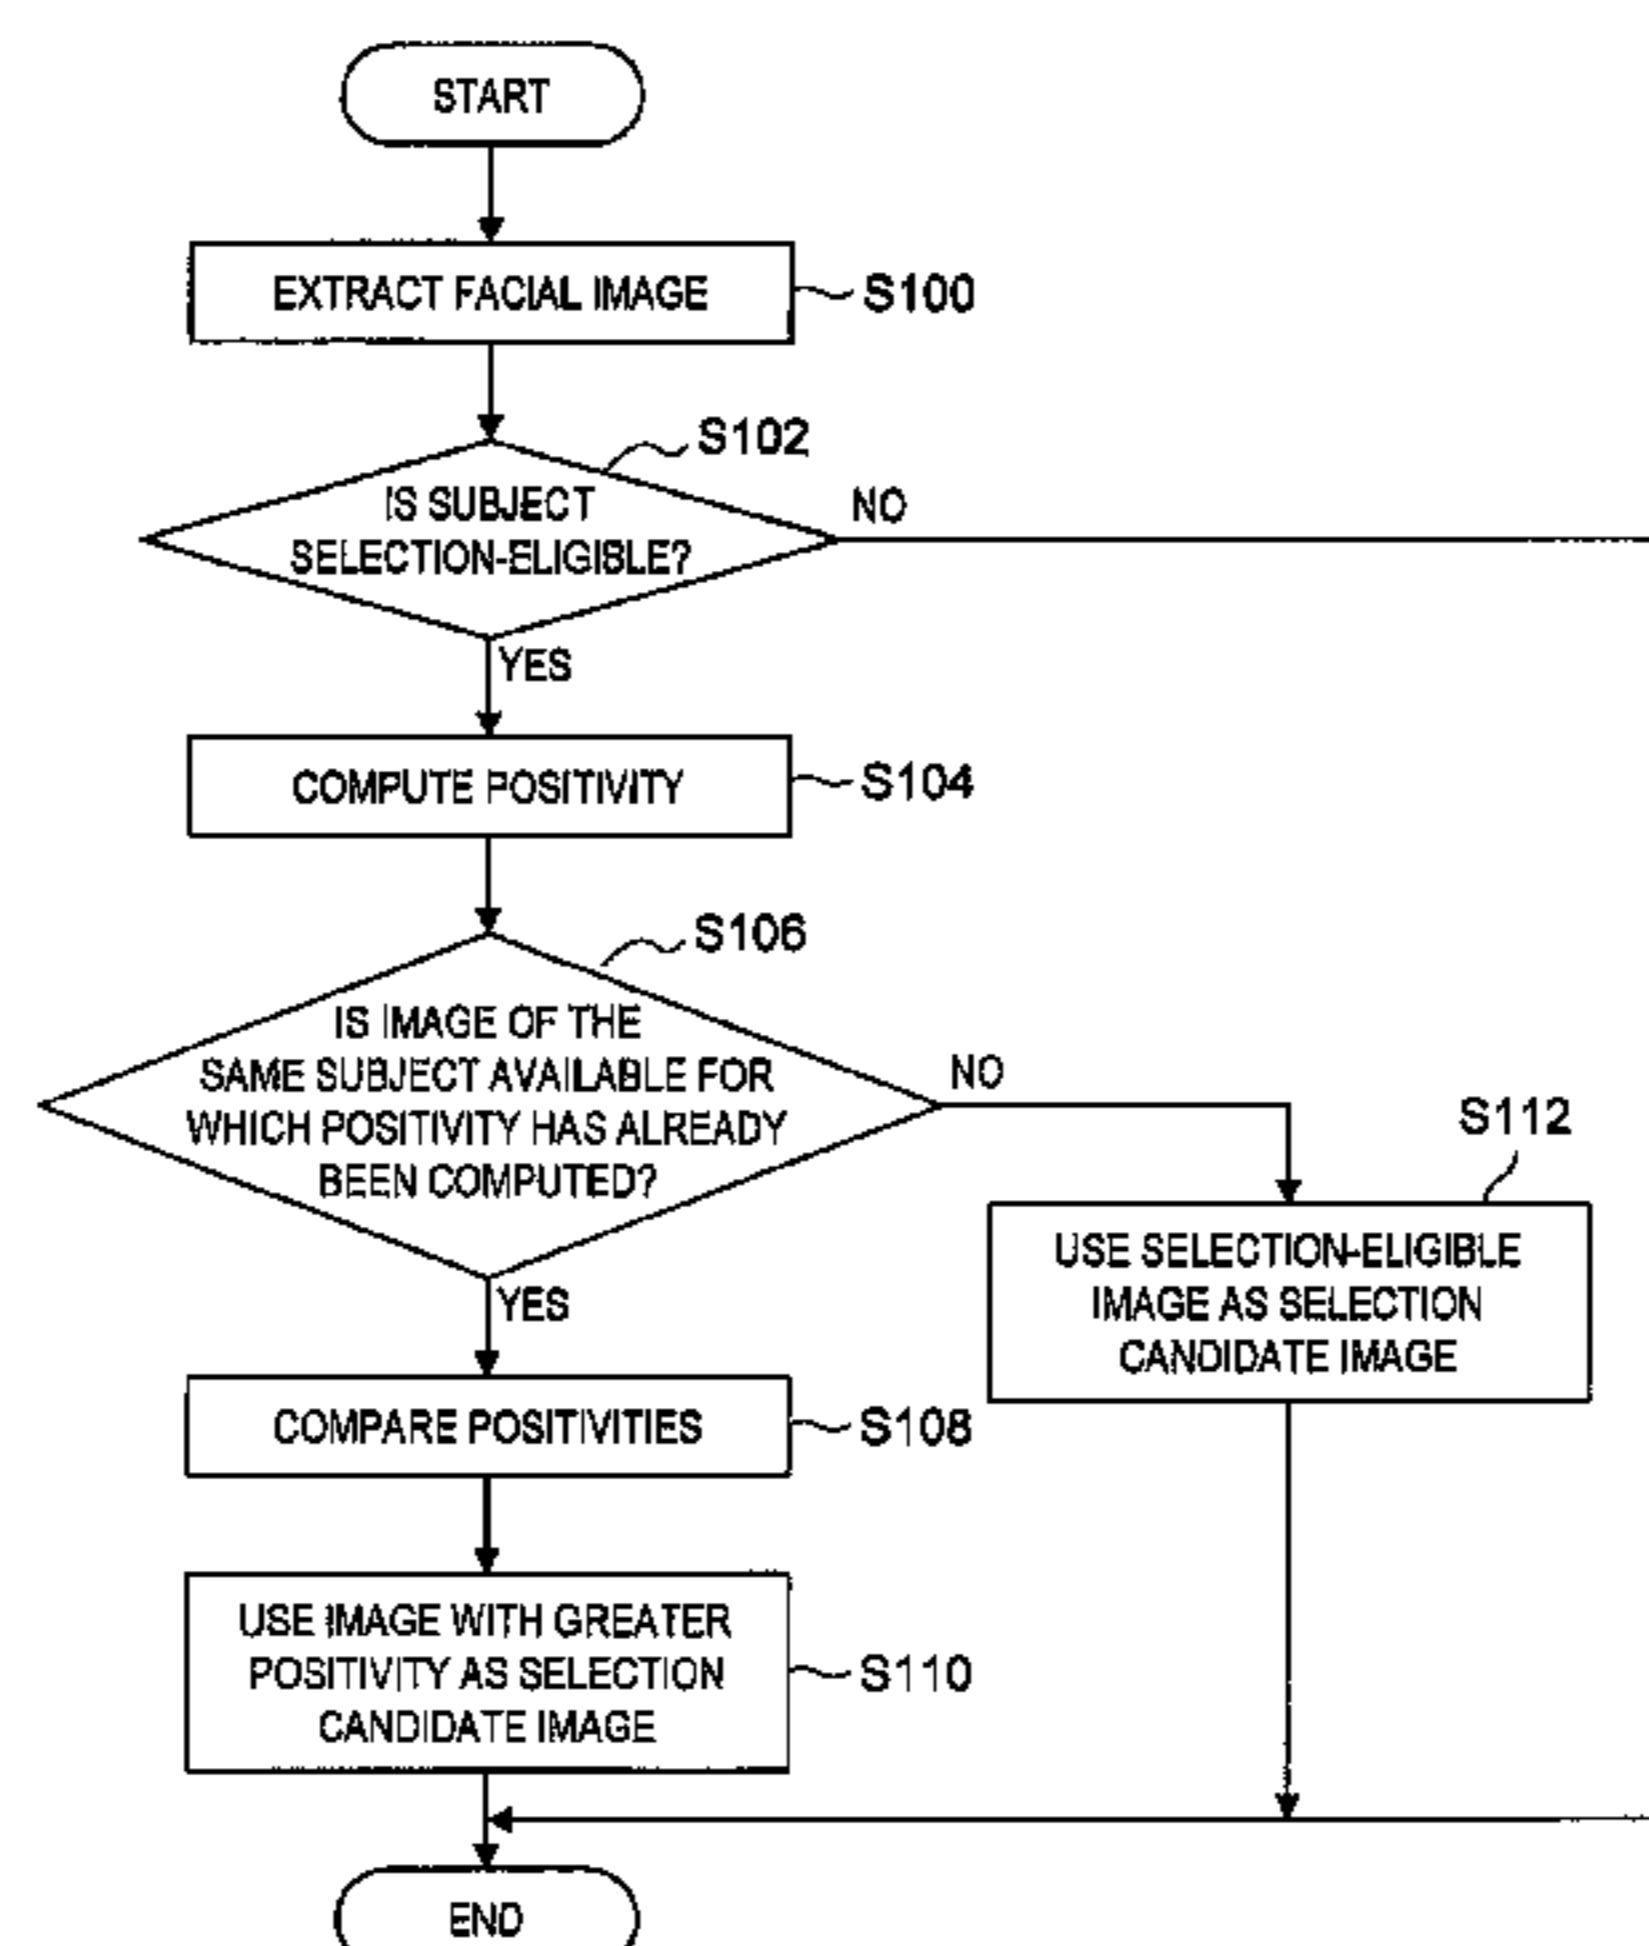 START
EXTRACT FACIAL IMAGE
S100
S102
IS SUBJECT
SELECTION-ELIGIBLE?
NO
YES
COMPUTE POSITIVITY
S104
S106
IS IMAGE OF THE
SAME SUBJECT AVAILABLE FOR
WHICH POSITIVITY HAS ALREADY
BEEN COMPUTED?
NO
YES
S112
USE SELECTION-ELIGIBLE
IMAGE AS SELECTION
CANDIDATE IMAGE
COMPARE POSITIVITIES
S108
USE IMAGE WITH GREATER
POSITIVITY AS SELECTION
CANDIDATE IMAGE
S110
END